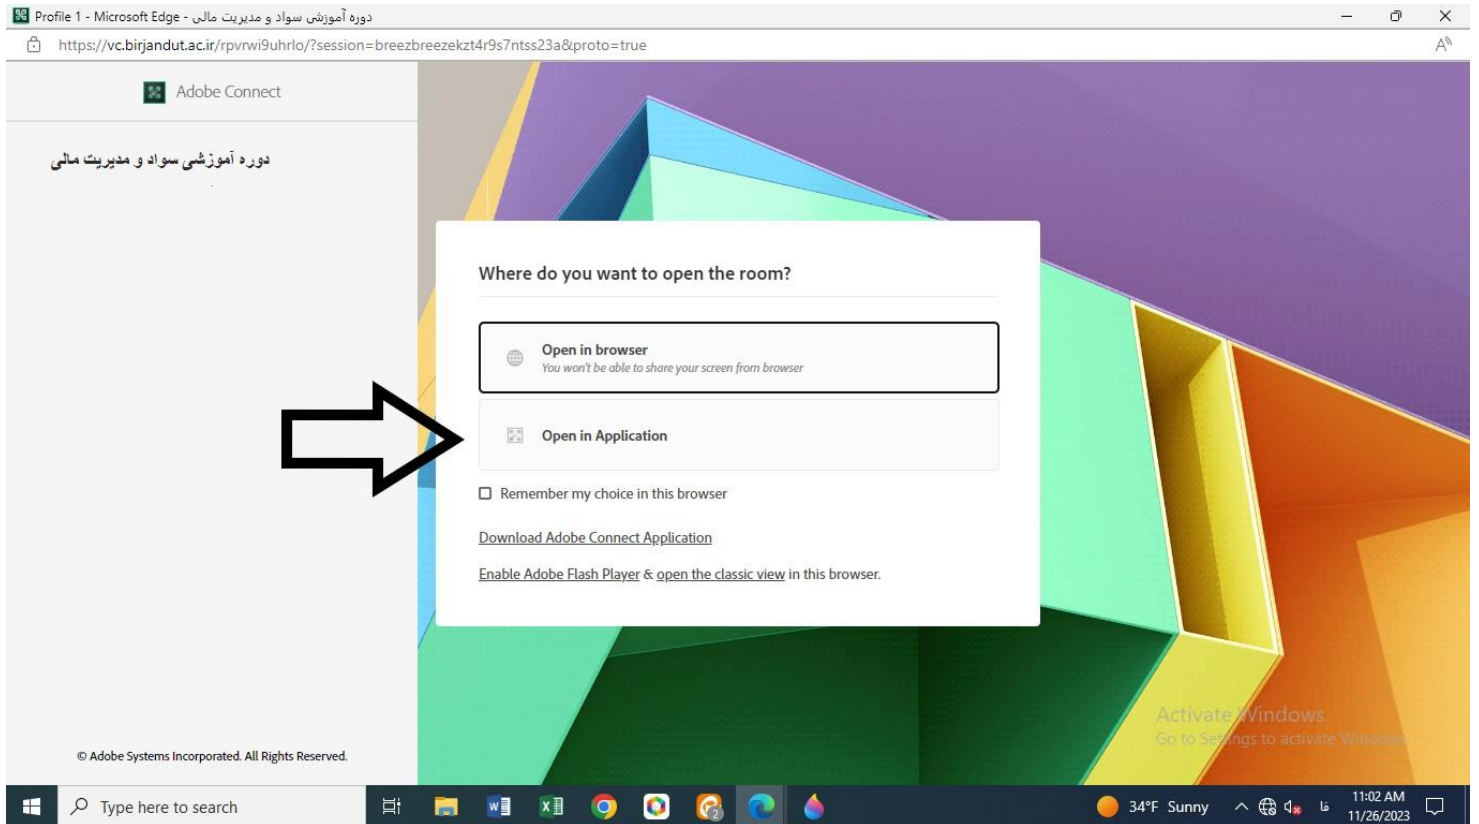 دوره آموزشی سواد و مدیریت مالی - Profile 1 - Microsoft Edge
https://vc.birjandut.ac.ir/rpvrwi9uhrlo/?session=breezbreezekzt4r9s7ntss23a&proto=true
Adobe Connect
دوره آموزشی سواد و مدیریت مالی
Where do you want to open the room?
Open in browser
You won't be able to share your screen from browser
Open in Application
Remember my choice in this browser
Download Adobe Connect Application
Enable Adobe Flash Player & open the classic view in this browser.
Activate Windows
Go to Settings to activate Windows.
© Adobe Systems Incorporated. All Rights Reserved.
Type here to search
34°F Sunny
فا
11:02 AM
11/26/2023